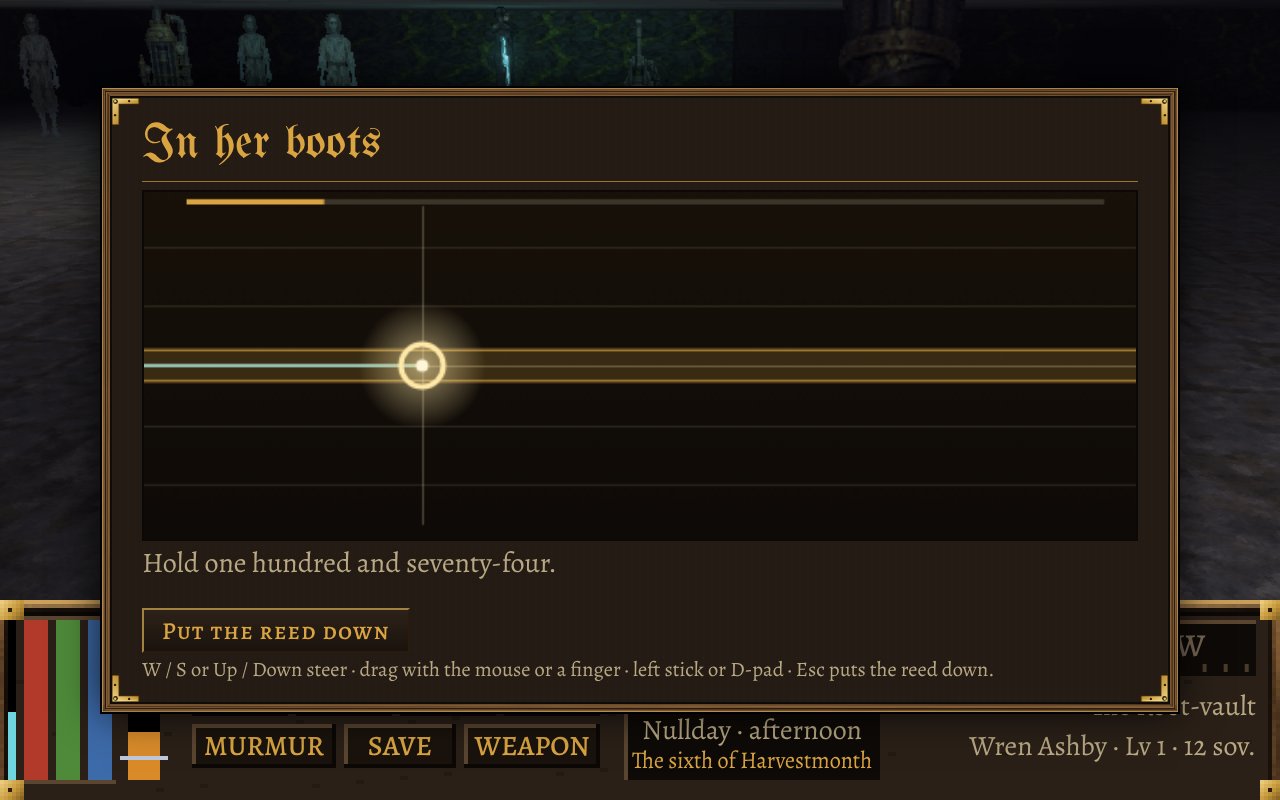 In her boots
Hold one hundred and seventy-four.
PUT THE REED DOWN
W / S or Up / Down steer · drag with the mouse or a finger · left stick or D-pad · Esc puts the reed down.
W
t-vault
MURMUR
SAVE
WEAPON
Nullday · afternoon
The sixth of Harvestmonth
Wren Ashby · Lv 1 · 12 sov.